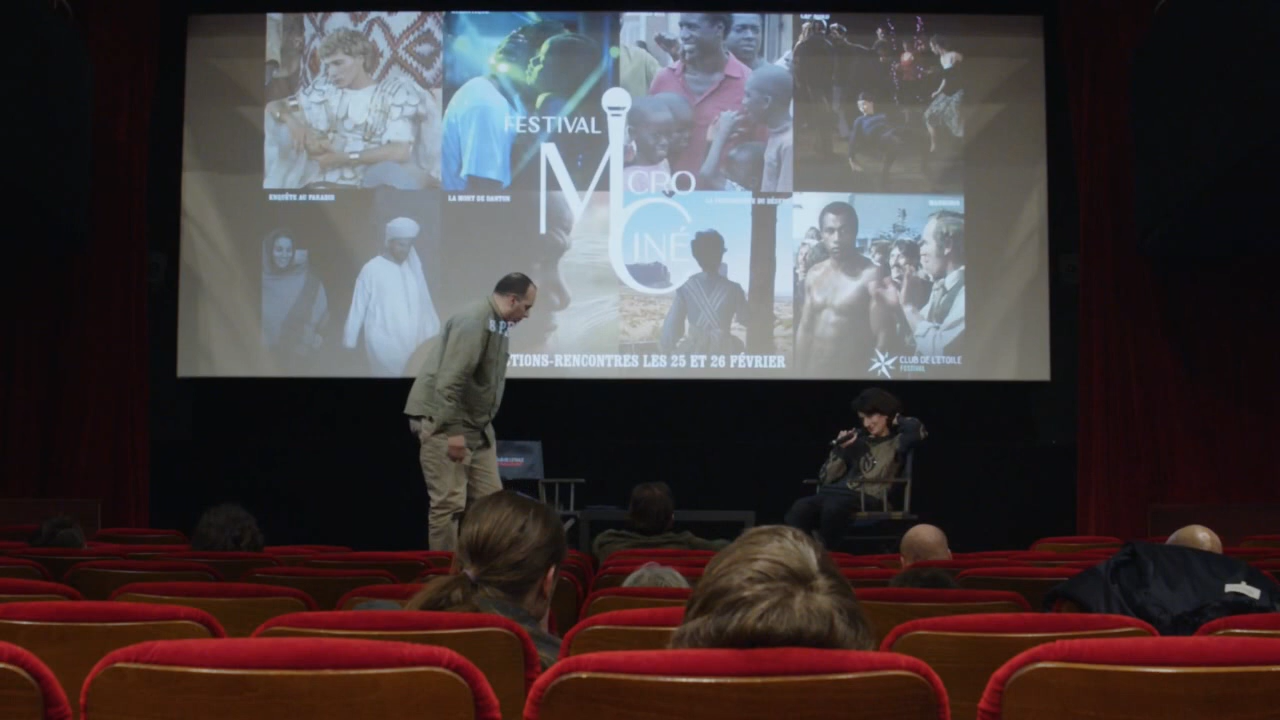 FESTIVAL
MICRO
CINÉ
ENQUÊTE AU PARADIS
LA MORT DE DANTON
TIONS-RENCONTRES LES 25 ET 26 FÉVRIER
CLUB DE L'ETOILE
FESTIVAL